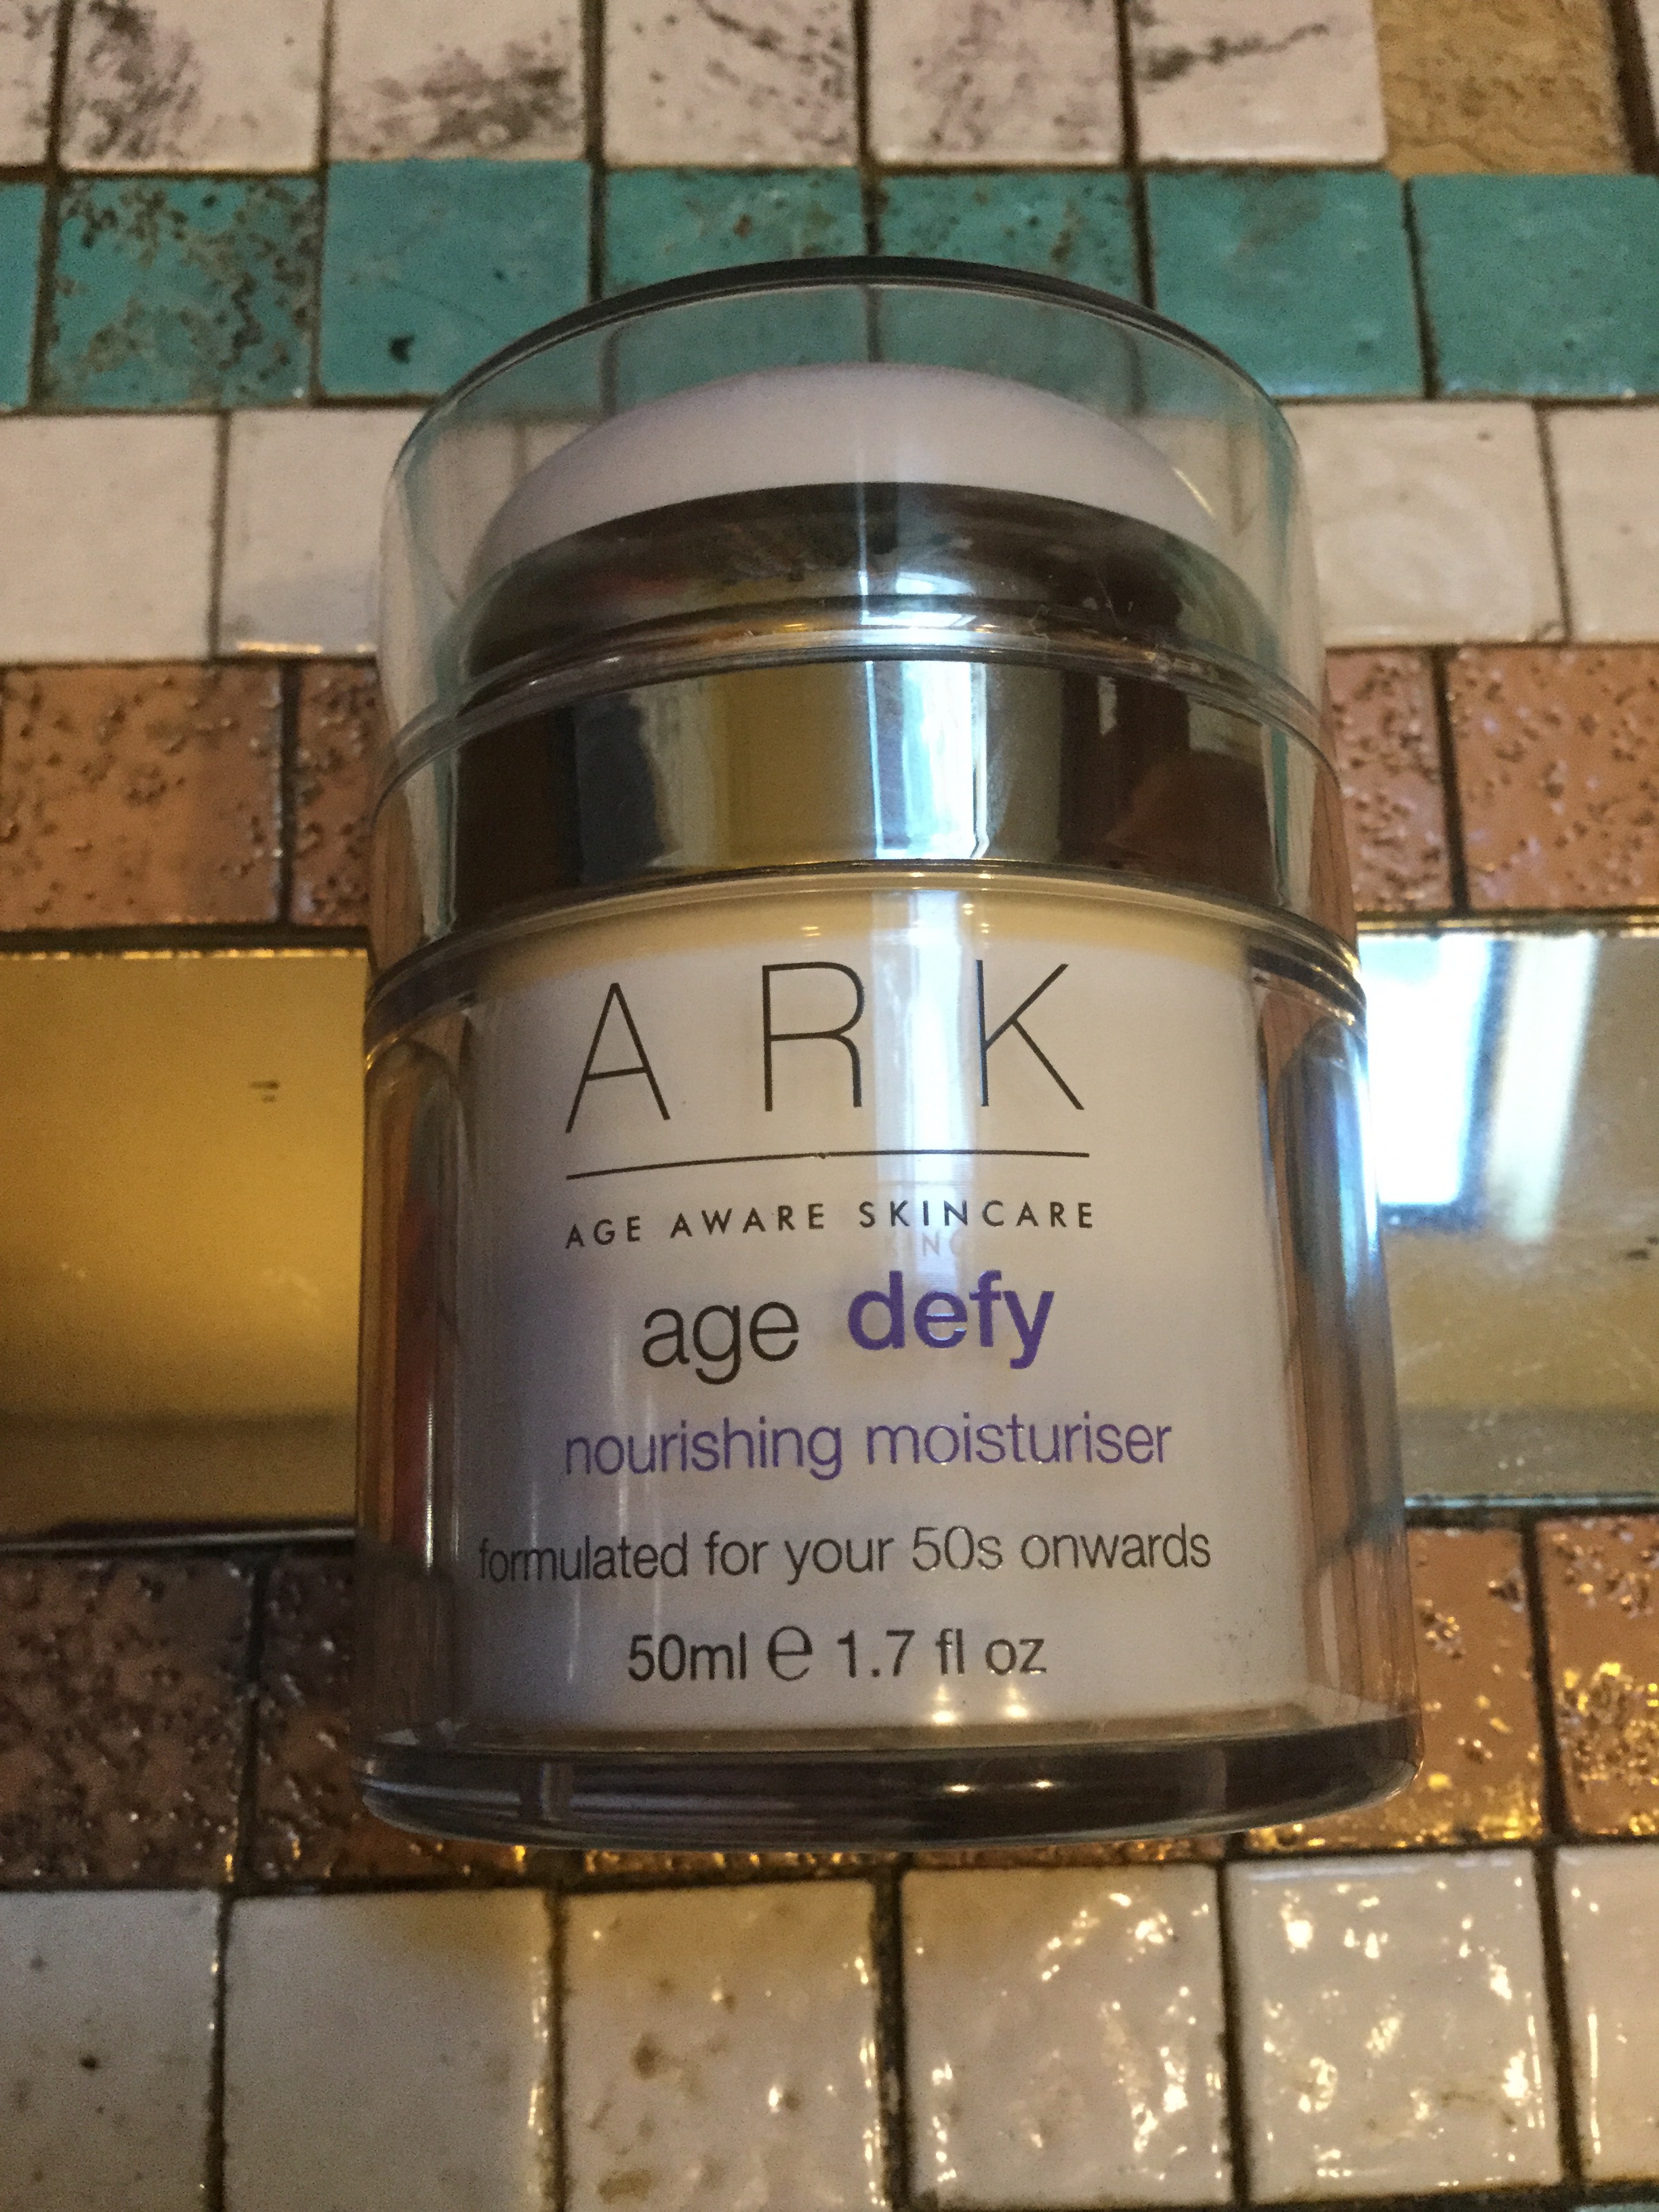 ARK
AGE AWARE SKINCARE
age defy
nourishing moisturiser
formulated for your 50s onwards
50ml ℮ 1.7 fl oz